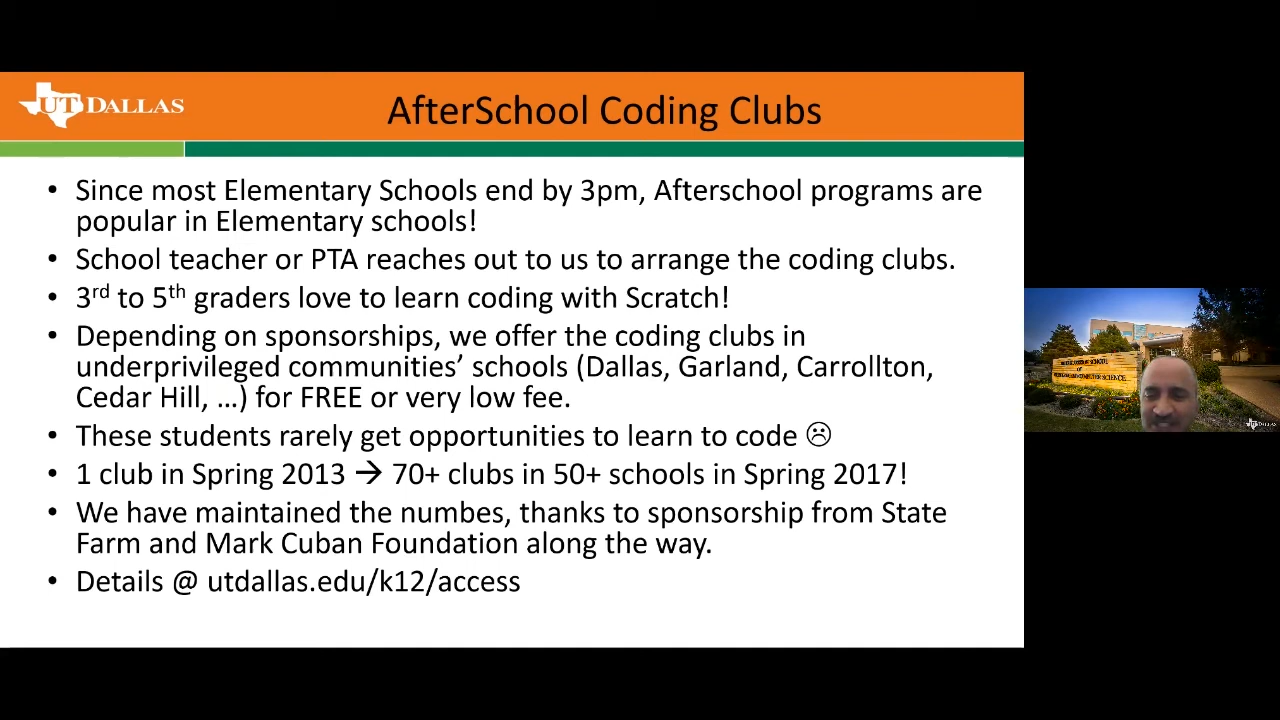 UT DALLAS
AfterSchool Coding Clubs
• Since most Elementary Schools end by 3pm, Afterschool programs are
popular in Elementary schools!
• School teacher or PTA reaches out to us to arrange the coding clubs.
• 3rd to 5th graders love to learn coding with Scratch!
• Depending on sponsorships, we offer the coding clubs in
underprivileged communities’ schools (Dallas, Garland, Carrollton,
Cedar Hill, …) for FREE or very low fee.
• These students rarely get opportunities to learn to code ☹
• 1 club in Spring 2013 → 70+ clubs in 50+ schools in Spring 2017!
• We have maintained the numbes, thanks to sponsorship from State
Farm and Mark Cuban Foundation along the way.
• Details @ utdallas.edu/k12/access
UT DALLAS